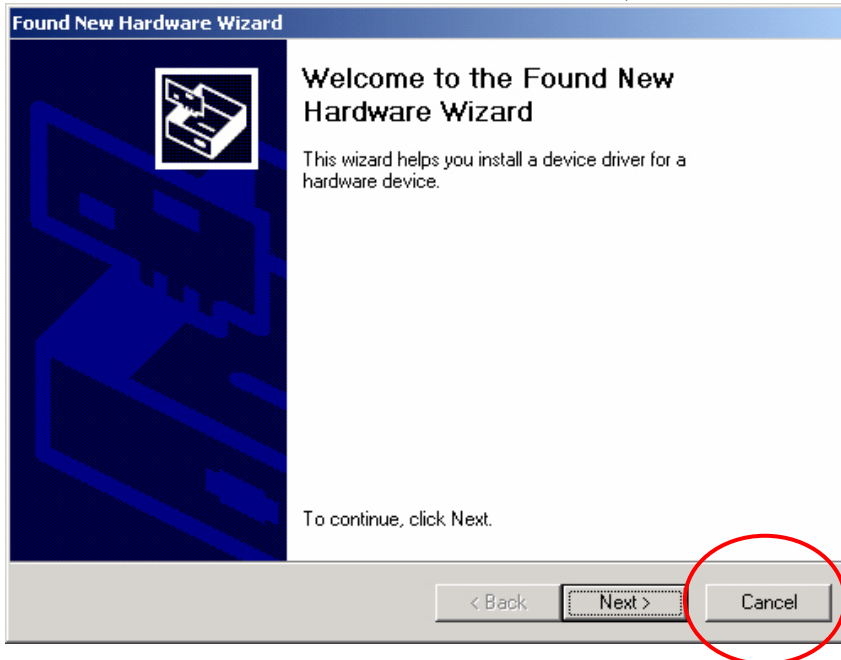 Found New Hardware Wizard
Welcome to the Found New
Hardware Wizard
This wizard helps you install a device driver for a
hardware device.
To continue, click Next.
< Back
Next >
Cancel